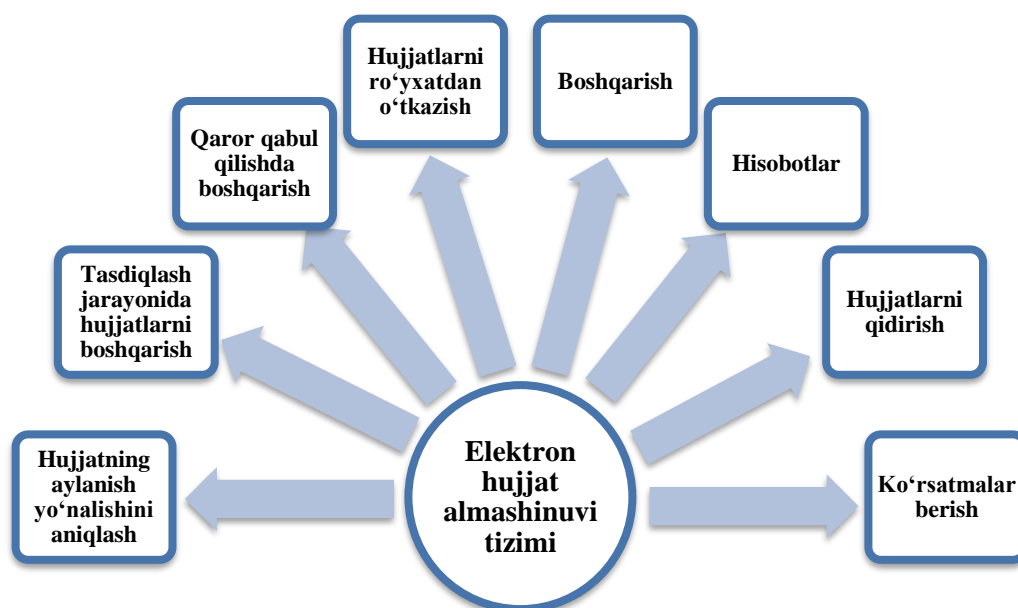 Hujjatlarni
ro‘yxatdan
o‘tkazish
Boshqarish
Qaror qabul
qilishda
boshqarish
Hisobotlar
Tasdiqlash
jarayonida
hujjatlarni
boshqarish
Hujjatlarni
qidirish
Hujjatning
aylanish
yo‘nalishini
aniqlash
Elektron
hujjat
almashinuvi
tizimi
Ko‘rsatmalar
berish